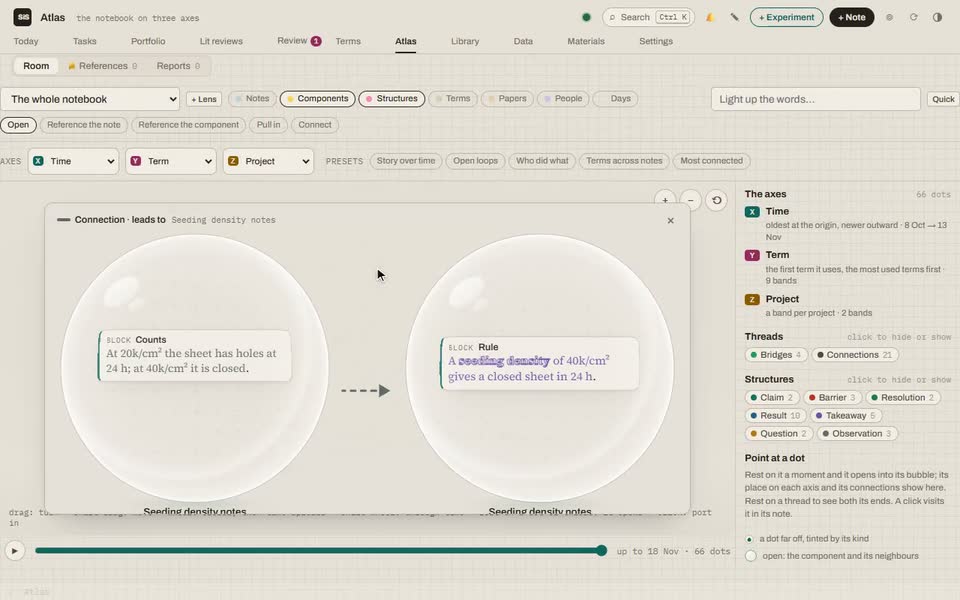 SIS Atlas the notebook on three axes Search Ctrl K + Experiment + Note
Today Tasks Portfolio Lit reviews Review 1 Terms Atlas Library Data Materials Settings
Room References 0 Reports 0
The whole notebook + Lens Notes Components Structures Terms Papers People Days Light up the words... Quick
Open Reference the note Reference the component Pull in Connect
AXES X Time Y Term Z Project PRESETS Story over time Open loops Who did what Terms across notes Most connected
+ −
Connection · leads to Seeding density notes ×
BLOCK Counts
At 20k/cm² the sheet has holes at
24 h; at 40k/cm² it is closed.
BLOCK Rule
A seeding density of 40k/cm²
gives a closed sheet in 24 h.
Seeding density notes Seeding density notes
drag: port
in
up to 18 Nov · 66 dots
The axes 66 dots
X Time
oldest at the origin, newer outward · 8 Oct → 13
Nov
Y Term
the first term it uses, the most used terms first ·
9 bands
Z Project
a band per project · 2 bands
Threads click to hide or show
Bridges 4 Connections 21
Structures click to hide or show
Claim 2 Barrier 3 Resolution 2
Result 10 Takeaway 5
Question 2 Observation 3
Point at a dot
Rest on it a moment and it opens into its bubble; its
place on each axis and its connections show here.
Rest on a thread to see both its ends. A click visits
it in its note.
a dot far off, tinted by its kind
open: the component and its neighbours
/ #atlas